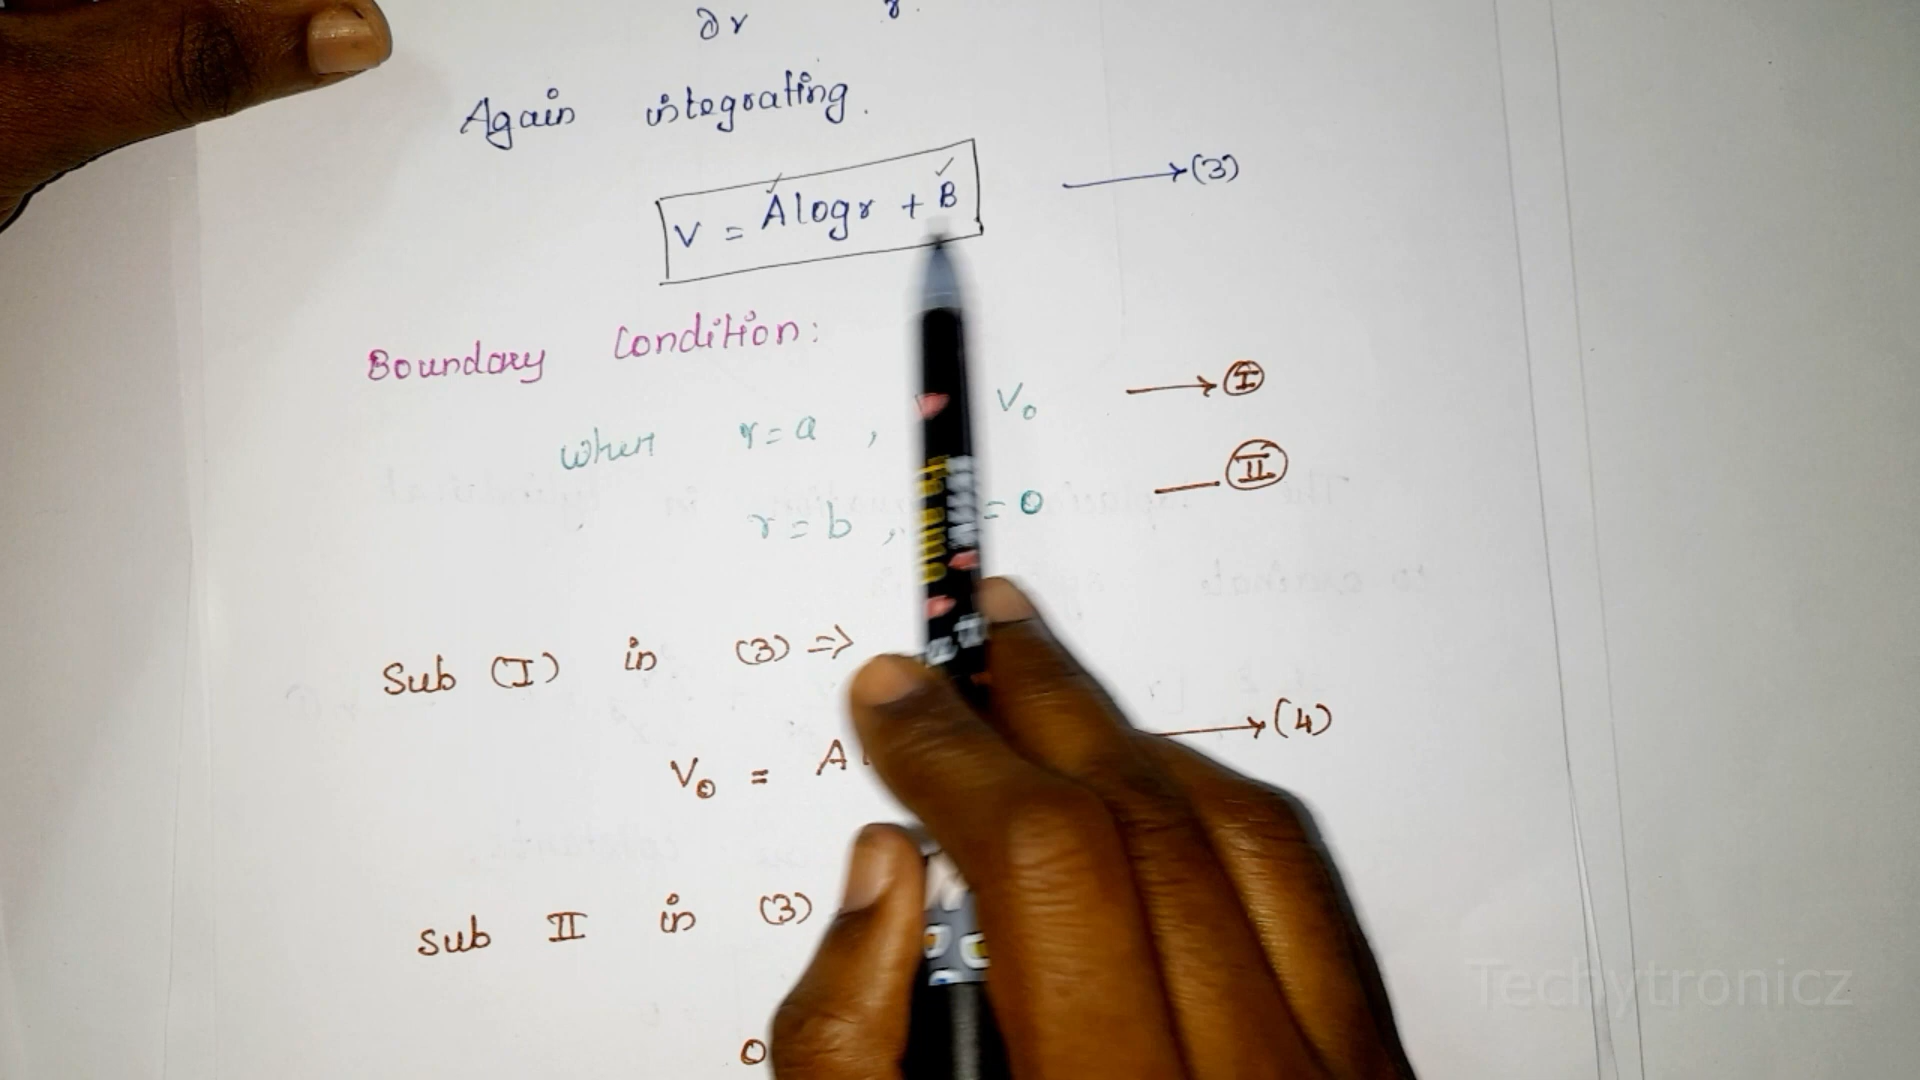 ∂r r
Again integrating.
V = A log r + B → (3)
Boundary Condition:
when r = a , V₀ → I
r = b , = 0 — II
Sub (I) in (3) ⇒
V₀ = A → (4)
Sub II in (3)
0
Techytronicz